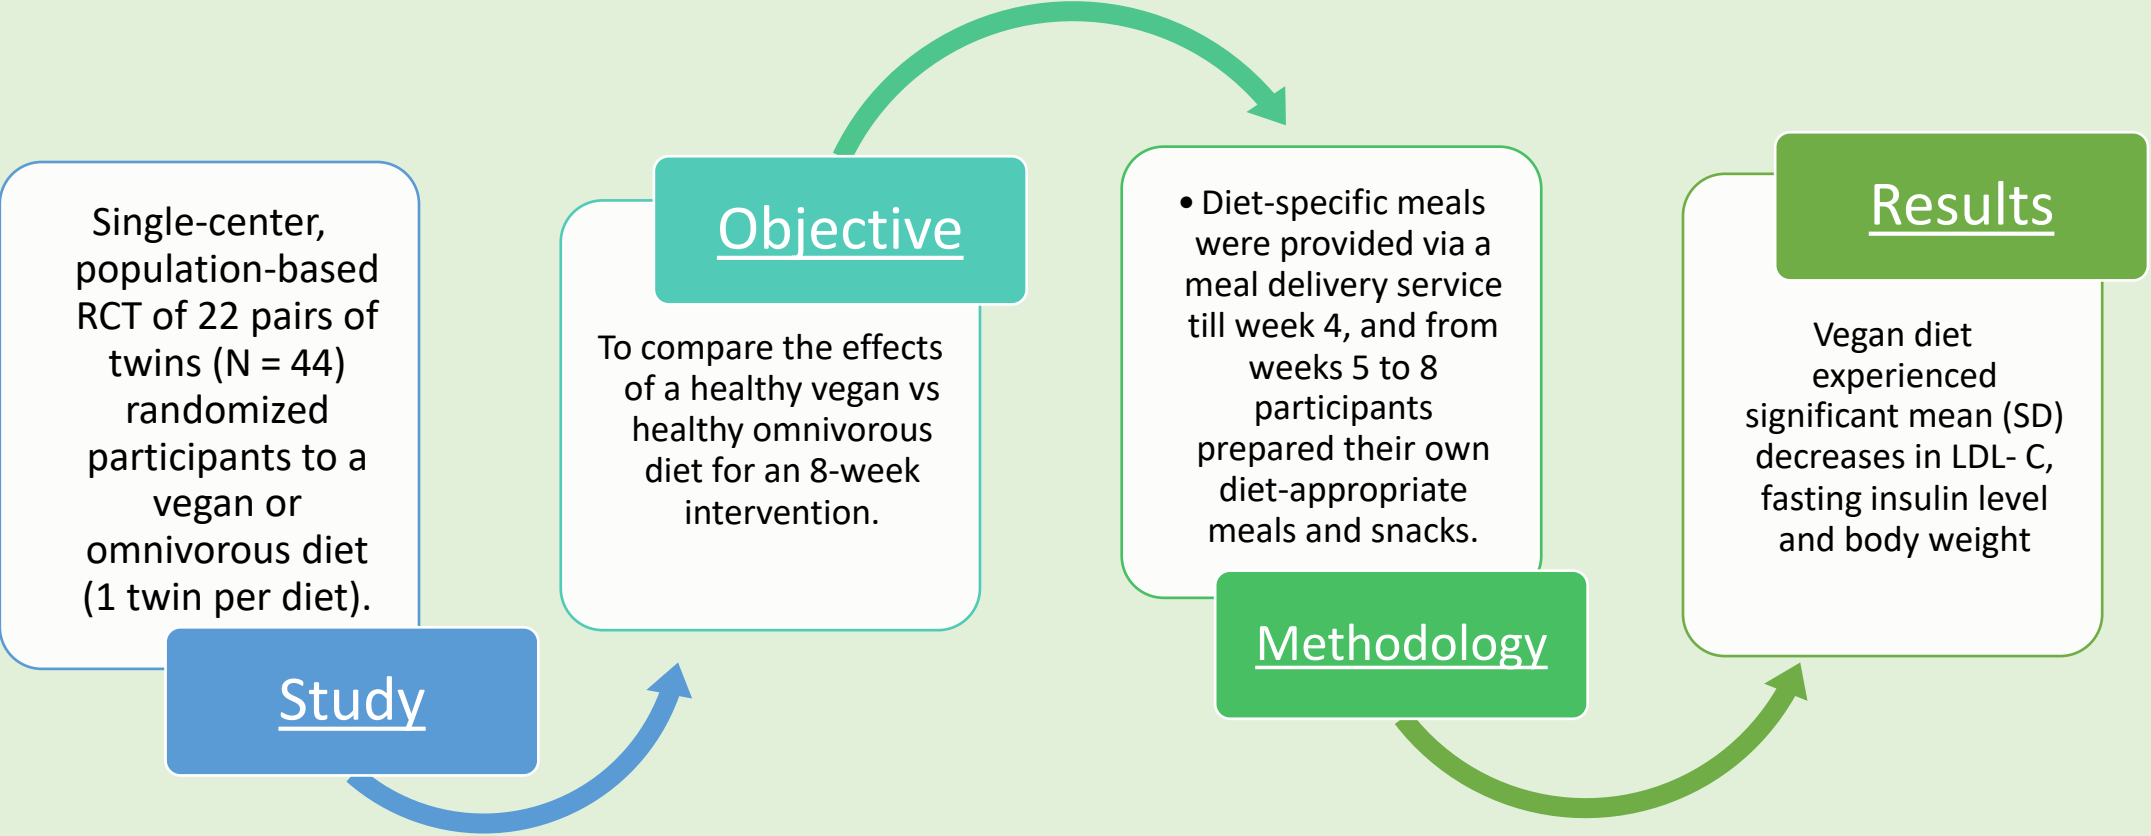 Single-center,
population-based
RCT of 22 pairs of
twins (N = 44)
randomized
participants to a
vegan or
omnivorous diet
(1 twin per diet).
Study
Objective
To compare the effects
of a healthy vegan vs
healthy omnivorous
diet for an 8-week
intervention.
• Diet-specific meals
were provided via a
meal delivery service
till week 4, and from
weeks 5 to 8
participants
prepared their own
diet-appropriate
meals and snacks.
Methodology
Results
Vegan diet
experienced
significant mean (SD)
decreases in LDL- C,
fasting insulin level
and body weight